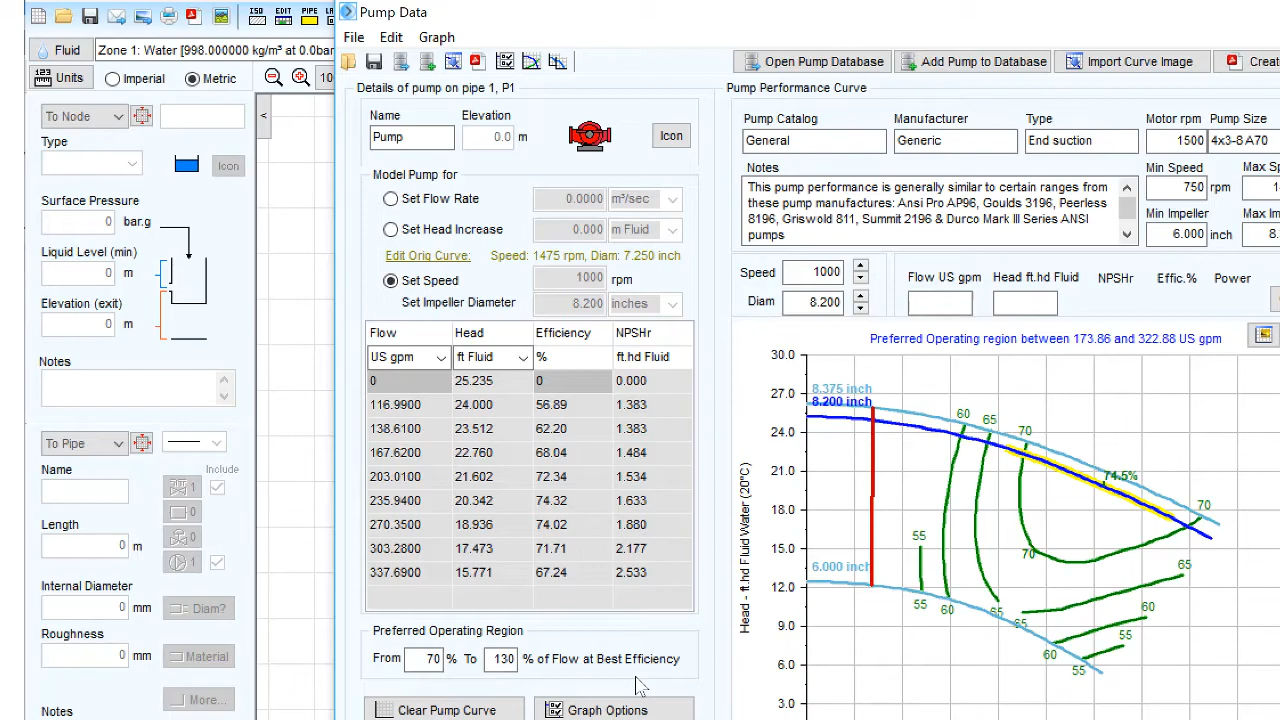 Pump Data
File Edit Graph
ISO EDIT PIPE
Fluid Zone 1: Water [998.000000 kg/m³ at 0.0bar
123 Units Imperial Metric
Open Pump Database Add Pump to Database Import Curve Image
To Node
Type
Icon
Surface Pressure
0 bar.g
Liquid Level (min)
0 m
Elevation (exit)
0 m
Notes
To Pipe
Name
Include
1
0
Length
0 m
0
1
Internal Diameter
0 mm
Diam?
Roughness
0 mm
Material
More...
Notes
<
Details of pump on pipe 1, P1
Name Elevation
Pump 0.0 m Icon
Model Pump for
Set Flow Rate 0.0000 m³/sec
Set Head Increase 0.000 m Fluid
Edit Orig Curve: Speed: 1475 rpm, Diam: 7.250 inch
Set Speed 1000 rpm
Set Impeller Diameter 8.200 inches
Flow Head Efficiency NPSHr
US gpm ft Fluid % ft.hd Fluid
0 25.235 0 0.000
116.9900 24.000 56.89 1.383
138.6100 23.512 62.20 1.383
167.6200 22.760 68.04 1.484
21.602 72.34 1.534
20.342 74.32 1.633
270.3500 74.02 1.880
303.2800 17.473 71.71 2.177
337.6900 15.771 67.24 2.533
Preferred Operating Region
From 70 % To 130 % of Flow at Best Efficiency
Clear Pump Curve Graph Options
Pump Performance Curve
Pump Catalog Manufacturer Type Motor rpm Pump Size
General Generic End suction 1500 4x3-8 A70
Notes
This pump performance is generally similar to certain ranges from
these pump manufactures: Ansi Pro AP96, Goulds 3196, Peerless
8196, Griswold 811, Summit 2196 & Durco Mark III Series ANSI
pumps
Min Speed
750 rpm
Min Impeller
6.000 inch
Speed 1000
Diam 8.200
Flow US gpm Head ft.hd Fluid NPSHr Effic.% Power
Preferred Operating region between 173.86 and 322.88 US gpm
Head - ft.hd Fluid Water (20°C)
30.0
27.0
24.0
21.0
18.0
15.0
12.0
9.0
6.0
3.0
8.375 inch
8.200 inch
60
65
70
74.5%
70
55
70
6.000 inch
65
55
60
65
65
60
55
60
55